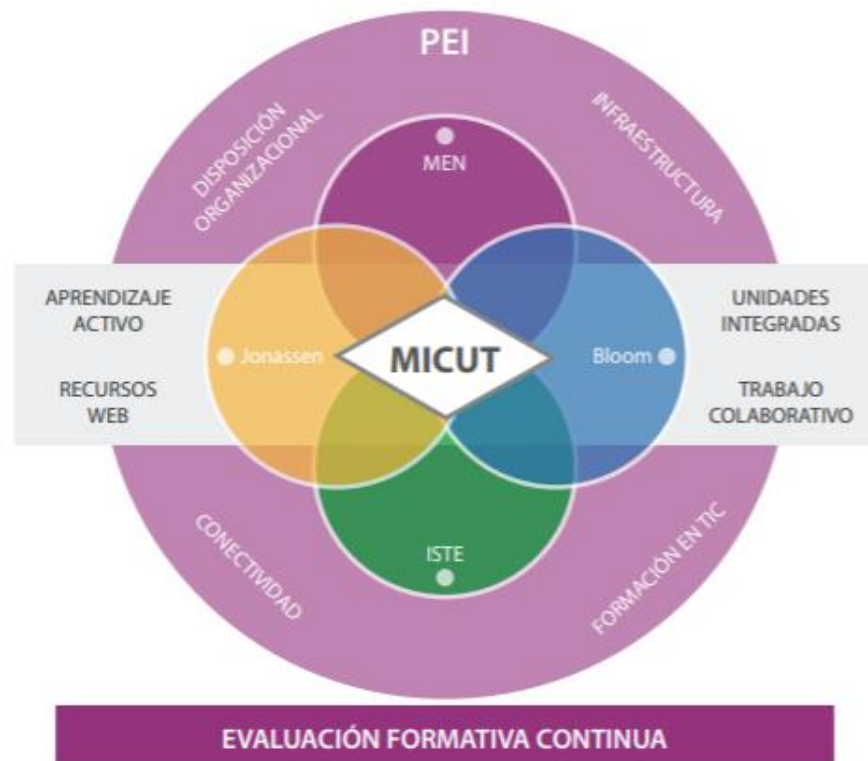 PEI
DISPOSICIÓN
ORGANIZACIONAL
INFRAESTRUCTURA
MEN
APRENDIZAJE
ACTIVO
UNIDADES
INTEGRADAS
Jonassen
MICUT
Bloom
RECURSOS
WEB
TRABAJO
COLABORATIVO
ISTE
CONECTIVIDAD
FORMACIÓN EN TIC
EVALUACIÓN FORMATIVA CONTINUA